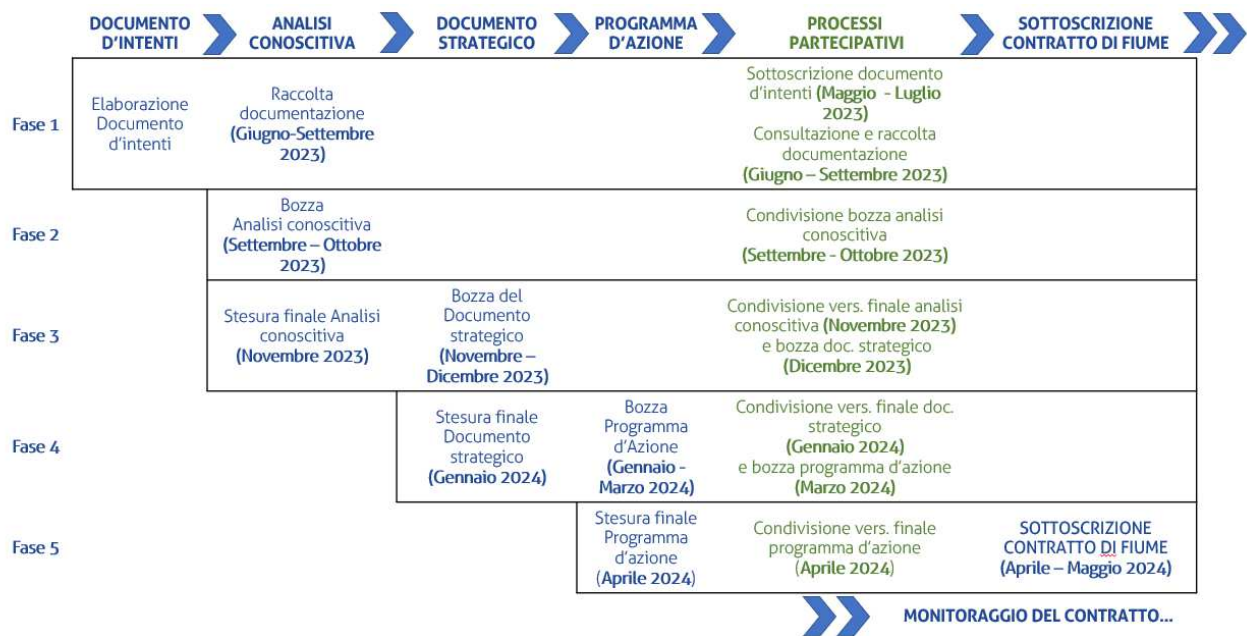 DOCUMENTO
D'INTENTI
ANALISI
CONOSCITIVA
DOCUMENTO
STRATEGICO
PROGRAMMA
D'AZIONE
PROCESSI
PARTECIPATIVI
SOTTOSCRIZIONE
CONTRATTO DI FIUME
Fase 1
Elaborazione
Documento
d'intenti
Raccolta
documentazione
(Giugno-Settembre
2023)
Sottoscrizione documento
d'intenti (Maggio - Luglio
2023)
Consultazione e raccolta
documentazione
(Giugno – Settembre 2023)
Fase 2
Bozza
Analisi conoscitiva
(Settembre – Ottobre
2023)
Condivisione bozza analisi
conoscitiva
(Settembre - Ottobre 2023)
Fase 3
Stesura finale Analisi
conoscitiva
(Novembre 2023)
Bozza del
Documento
strategico
(Novembre –
Dicembre 2023)
Condivisione vers. finale analisi
conoscitiva (Novembre 2023)
e bozza doc. strategico
(Dicembre 2023)
Fase 4
Stesura finale
Documento
strategico
(Gennaio 2024)
Bozza
Programma
d'Azione
(Gennaio -
Marzo 2024)
Condivisione vers. finale doc.
strategico
(Gennaio 2024)
e bozza programma d'azione
(Marzo 2024)
Fase 5
Stesura finale
Programma
d'azione
(Aprile 2024)
Condivisione vers. finale
programma d'azione
(Aprile 2024)
SOTTOSCRIZIONE
CONTRATTO DI FIUME
(Aprile – Maggio 2024)
MONITORAGGIO DEL CONTRATTO...